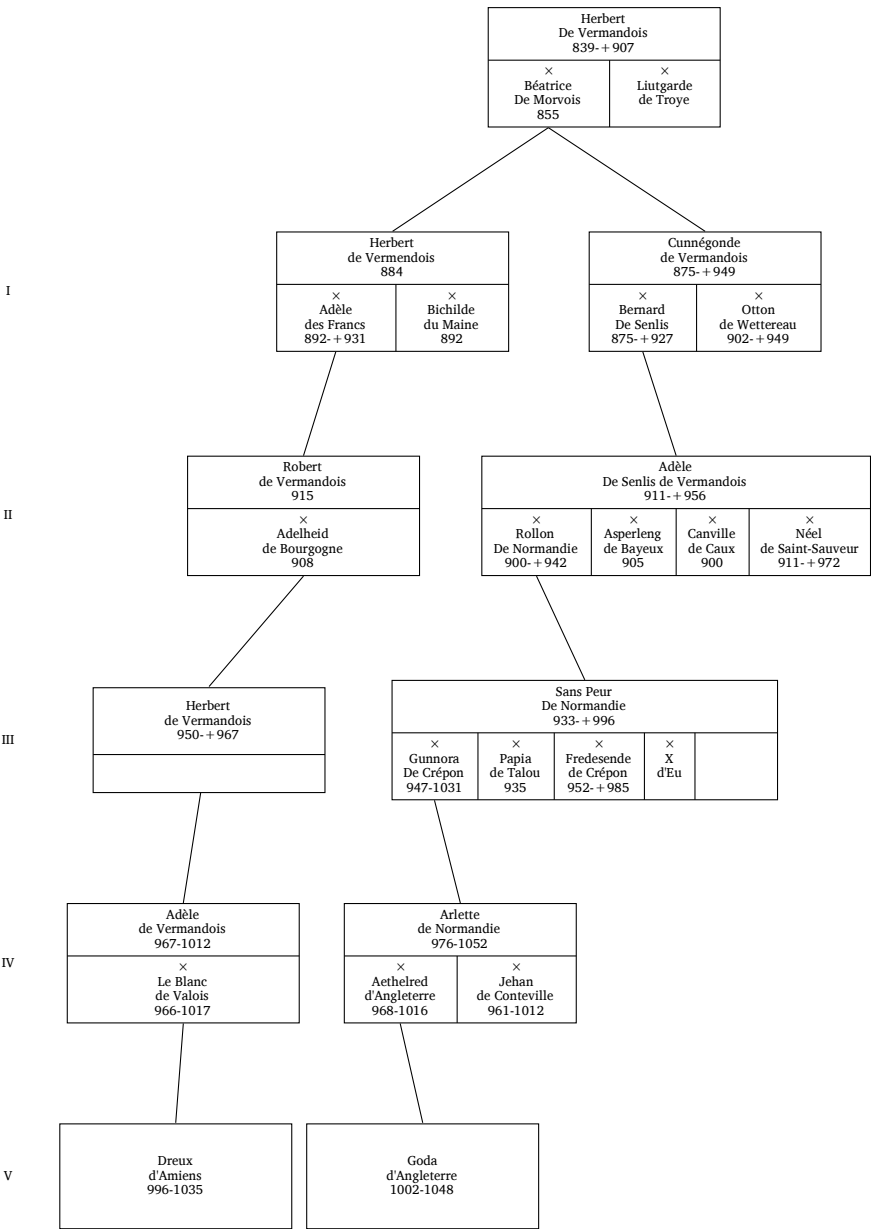 Herbert
De Vermandois
839-+907
×
Béatrice
De Morvois
855
×
Liutgarde
de Troye
I
Herbert
de Vermendois
884
×
Adèle
des Francs
892-+931
×
Bichilde
du Maine
892
Cunnégonde
de Vermandois
875-+949
×
Bernard
De Senlis
875-+927
×
Otton
de Wettereau
902-+949
II
Robert
de Vermandois
915
×
Adelheid
de Bourgogne
908
Adèle
De Senlis de Vermandois
911-+956
×
Rollon
De Normandie
900-+942
×
Asperleng
de Bayeux
905
×
Canville
de Caux
900
×
Néel
de Saint-Sauveur
911-+972
III
Herbert
de Vermandois
950-+967
Sans Peur
De Normandie
933-+996
×
Gunnora
De Crépon
947-1031
×
Papia
de Talou
935
×
Fredesende
de Crépon
952-+985
×
X
d'Eu
IV
Adèle
de Vermandois
967-1012
×
Le Blanc
de Valois
966-1017
Arlette
de Normandie
976-1052
×
Aethelred
d'Angleterre
968-1016
×
Jehan
de Conteville
961-1012
V
Dreux
d'Amiens
996-1035
Goda
d'Angleterre
1002-1048